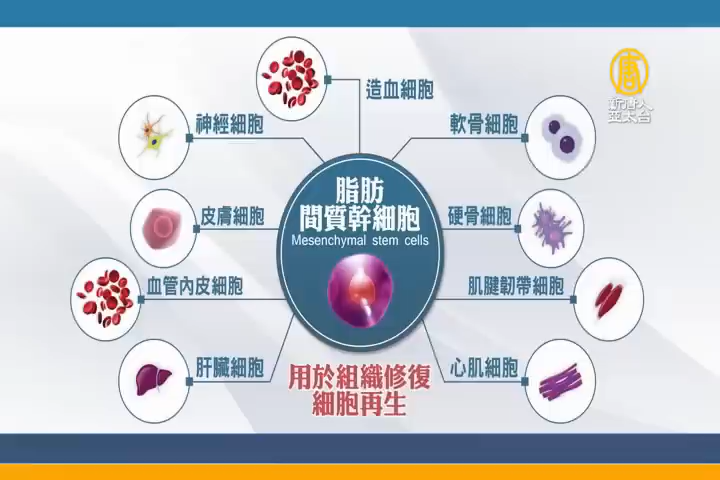 造血細胞
新唐人
亞太台
神經細胞
軟骨細胞
脂肪
間質幹細胞
Mesenchymal stem cells
皮膚細胞
硬骨細胞
血管內皮細胞
肌腱韌帶細胞
肝臟細胞
心肌細胞
用於組織修復
細胞再生